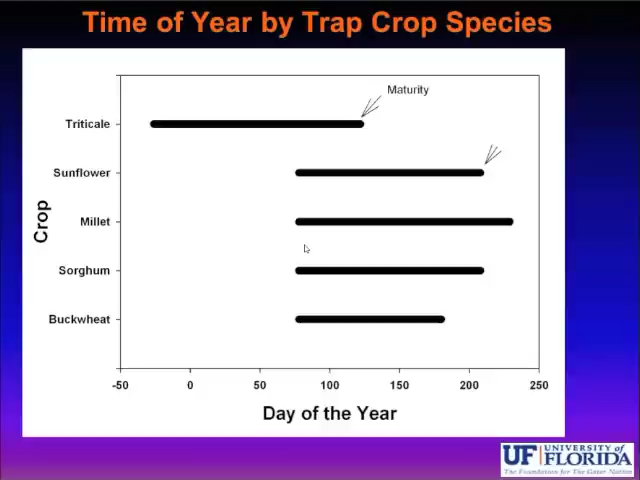 Time of Year by Trap Crop Species
Maturity
Triticale
Sunflower
Millet
Sorghum
Buckwheat
Crop
-50 0 50 100 150 200 250
Day of the Year
UF UNIVERSITY of FLORIDA
The Foundation for The Gator Nation